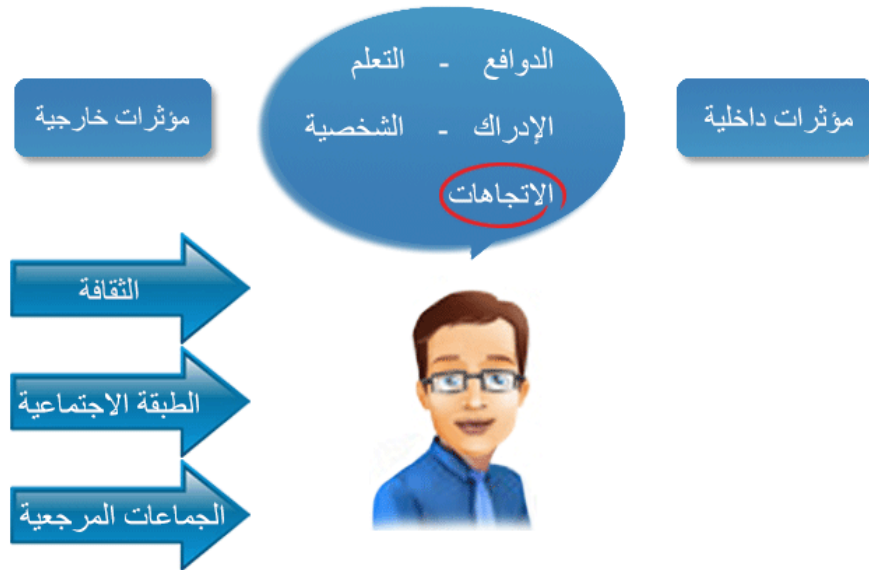 الدوافع - التعلم
مؤثرات داخلية
الإدراك - الشخصية
مؤثرات خارجية
الاتجاهات
الثقافة
الطبقة الاجتماعية
الجماعات المرجعية